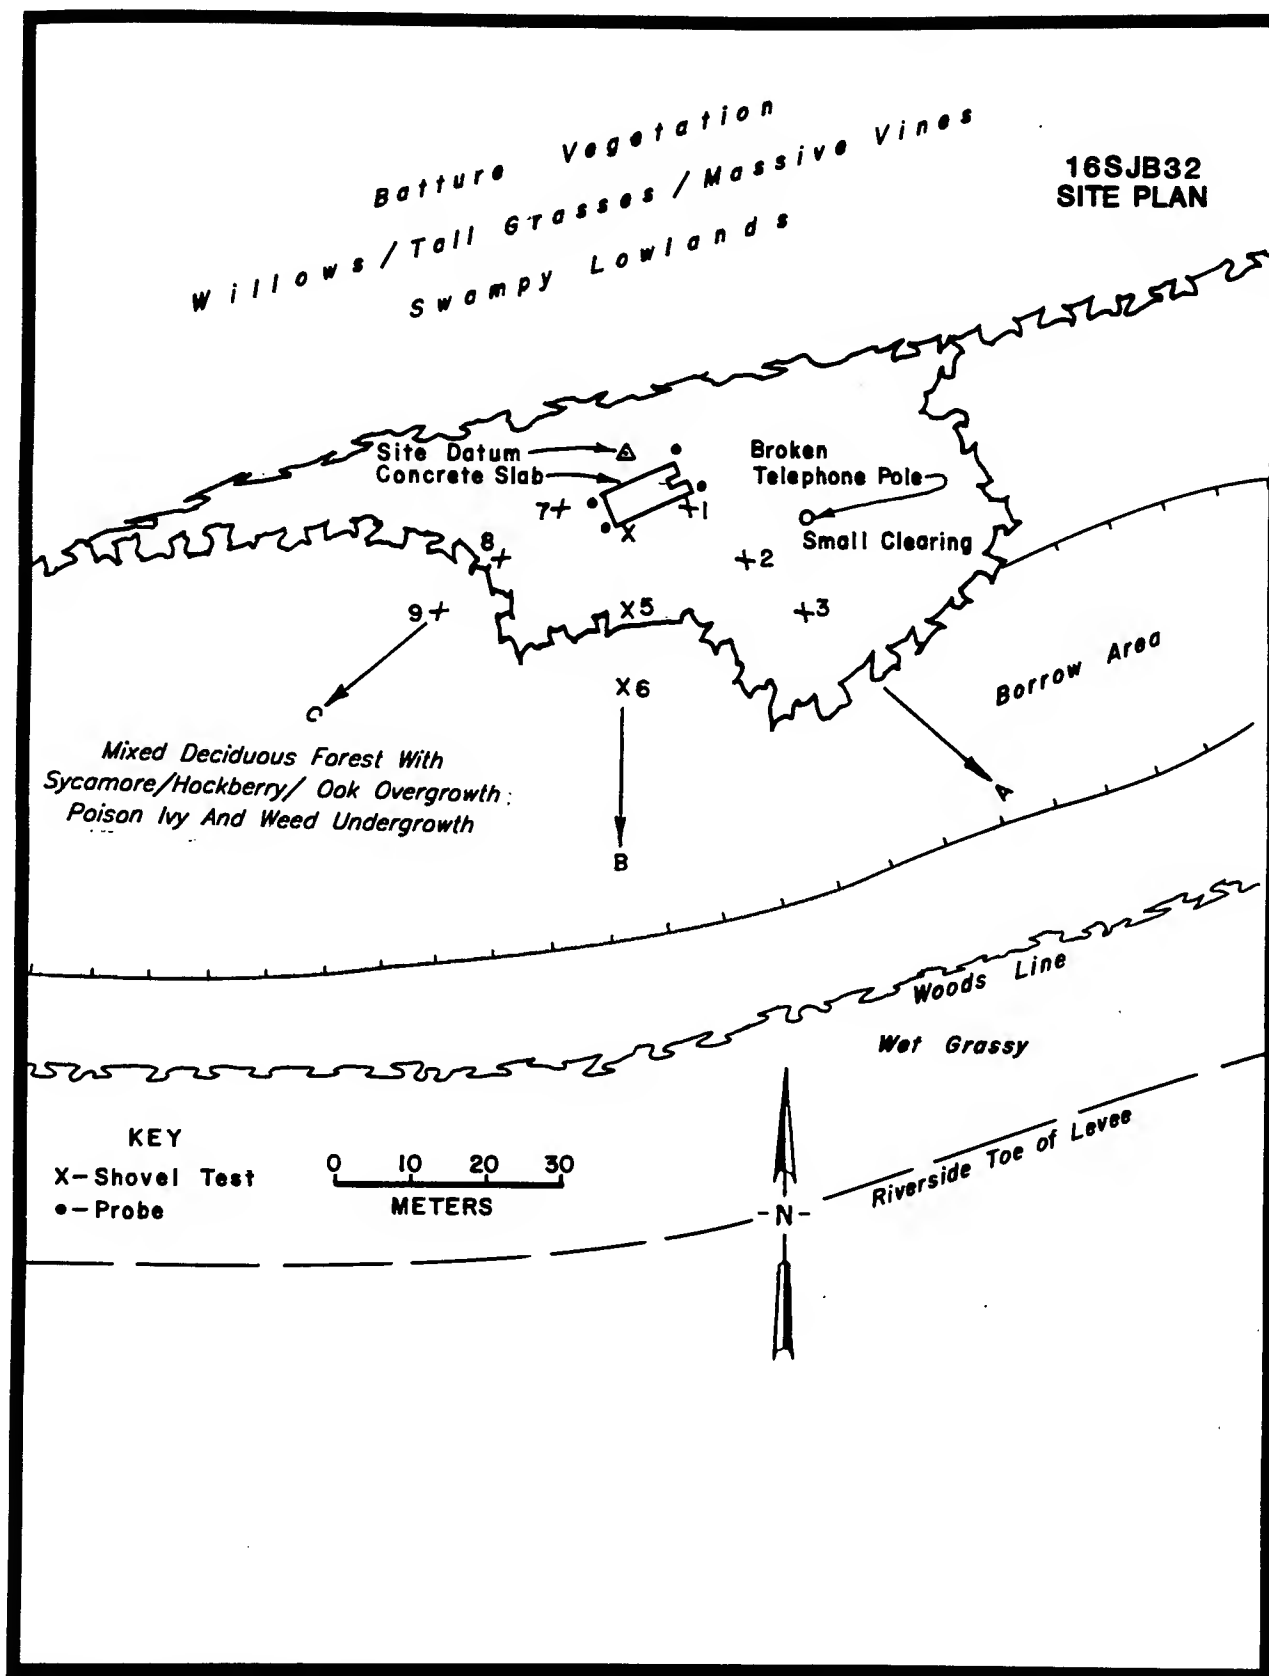 Batture Vegetation
Willows/Tall Grasses/Massive Vines
Swampy Lowlands
16SJB32
SITE PLAN
Site Datum
Concrete Slab
Broken
Telephone Pole
Small Clearing
7+
+1
X
8
+
+2
9+
X5
+3
X6
Borrow Area
C
A
B
Mixed Deciduous Forest With
Sycamore/Hockberry/ Oak Overgrowth;
Poison Ivy And Weed Undergrowth
Woods Line
Wet Grassy
Riverside Toe of Levee
KEY
X-Shovel Test
•-Probe
0 10 20 30
METERS
-N-